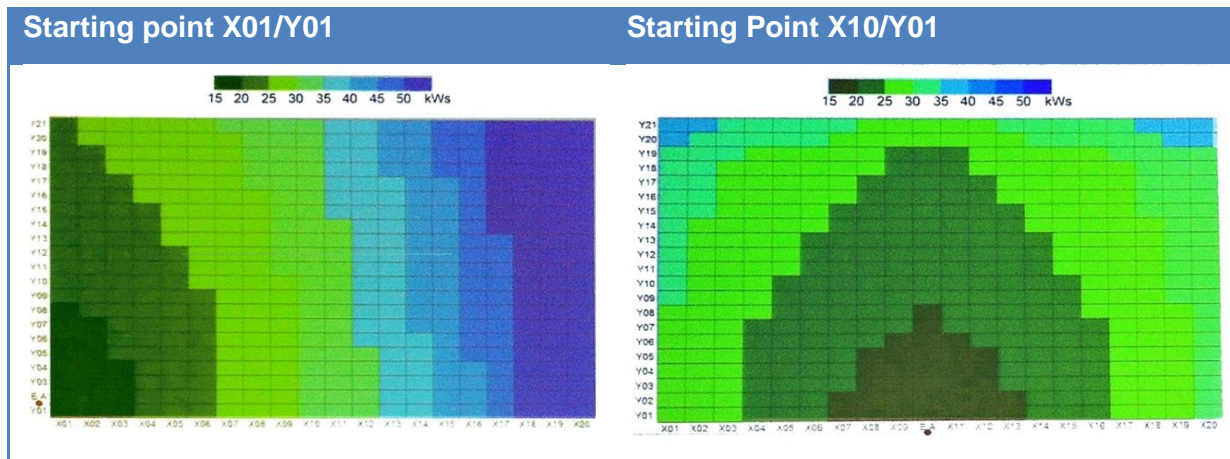 Starting point X01/Y01
Starting Point X10/Y01
15 20 25 30 35 40 45 50 kWs
15 20 25 30 35 40 45 50 kWs
Y21
Y20
Y19
Y18
Y17
Y16
Y15
Y14
Y13
Y12
Y11
Y10
Y09
Y08
Y07
Y06
Y05
Y04
Y03
E_A
Y01
X01 X02 X03 X04 X05 X06 X07 X08 X09 X10 X11 X12 X13 X14 X15 X16 X17 X18 X19 X20
Y21
Y20
Y19
Y18
Y17
Y16
Y15
Y14
Y13
Y12
Y11
Y10
Y09
Y08
Y07
Y06
Y05
Y04
Y03
Y02
Y01
X01 X02 X03 X04 X05 X06 X07 X08 X09 E_A X11 X12 X13 X14 X15 X16 X17 X18 X19 X20